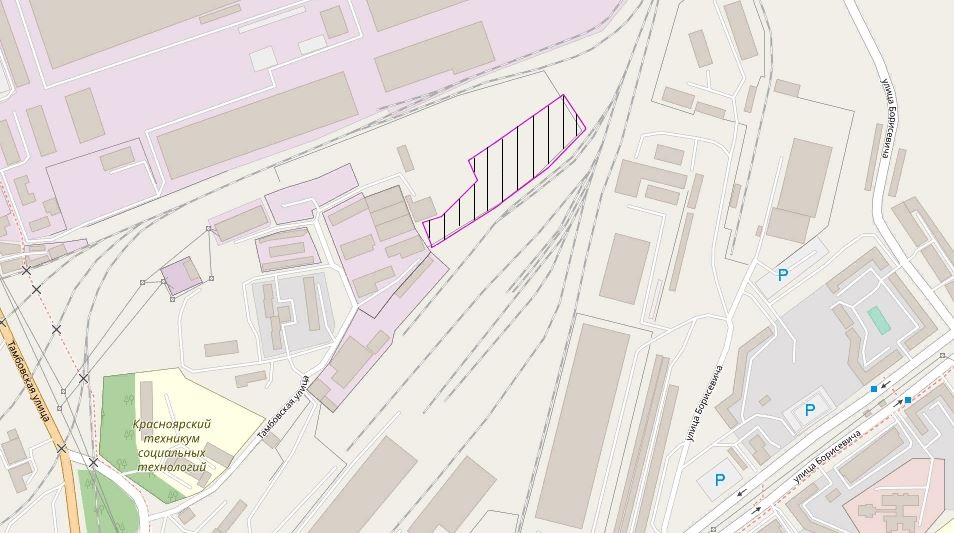 улица Борисевича
P
Тамбовская улица
улица Борисевича
Тамбовская улица
P
Красноярский
техникум
социальных
технологий
улица Борисевича
P